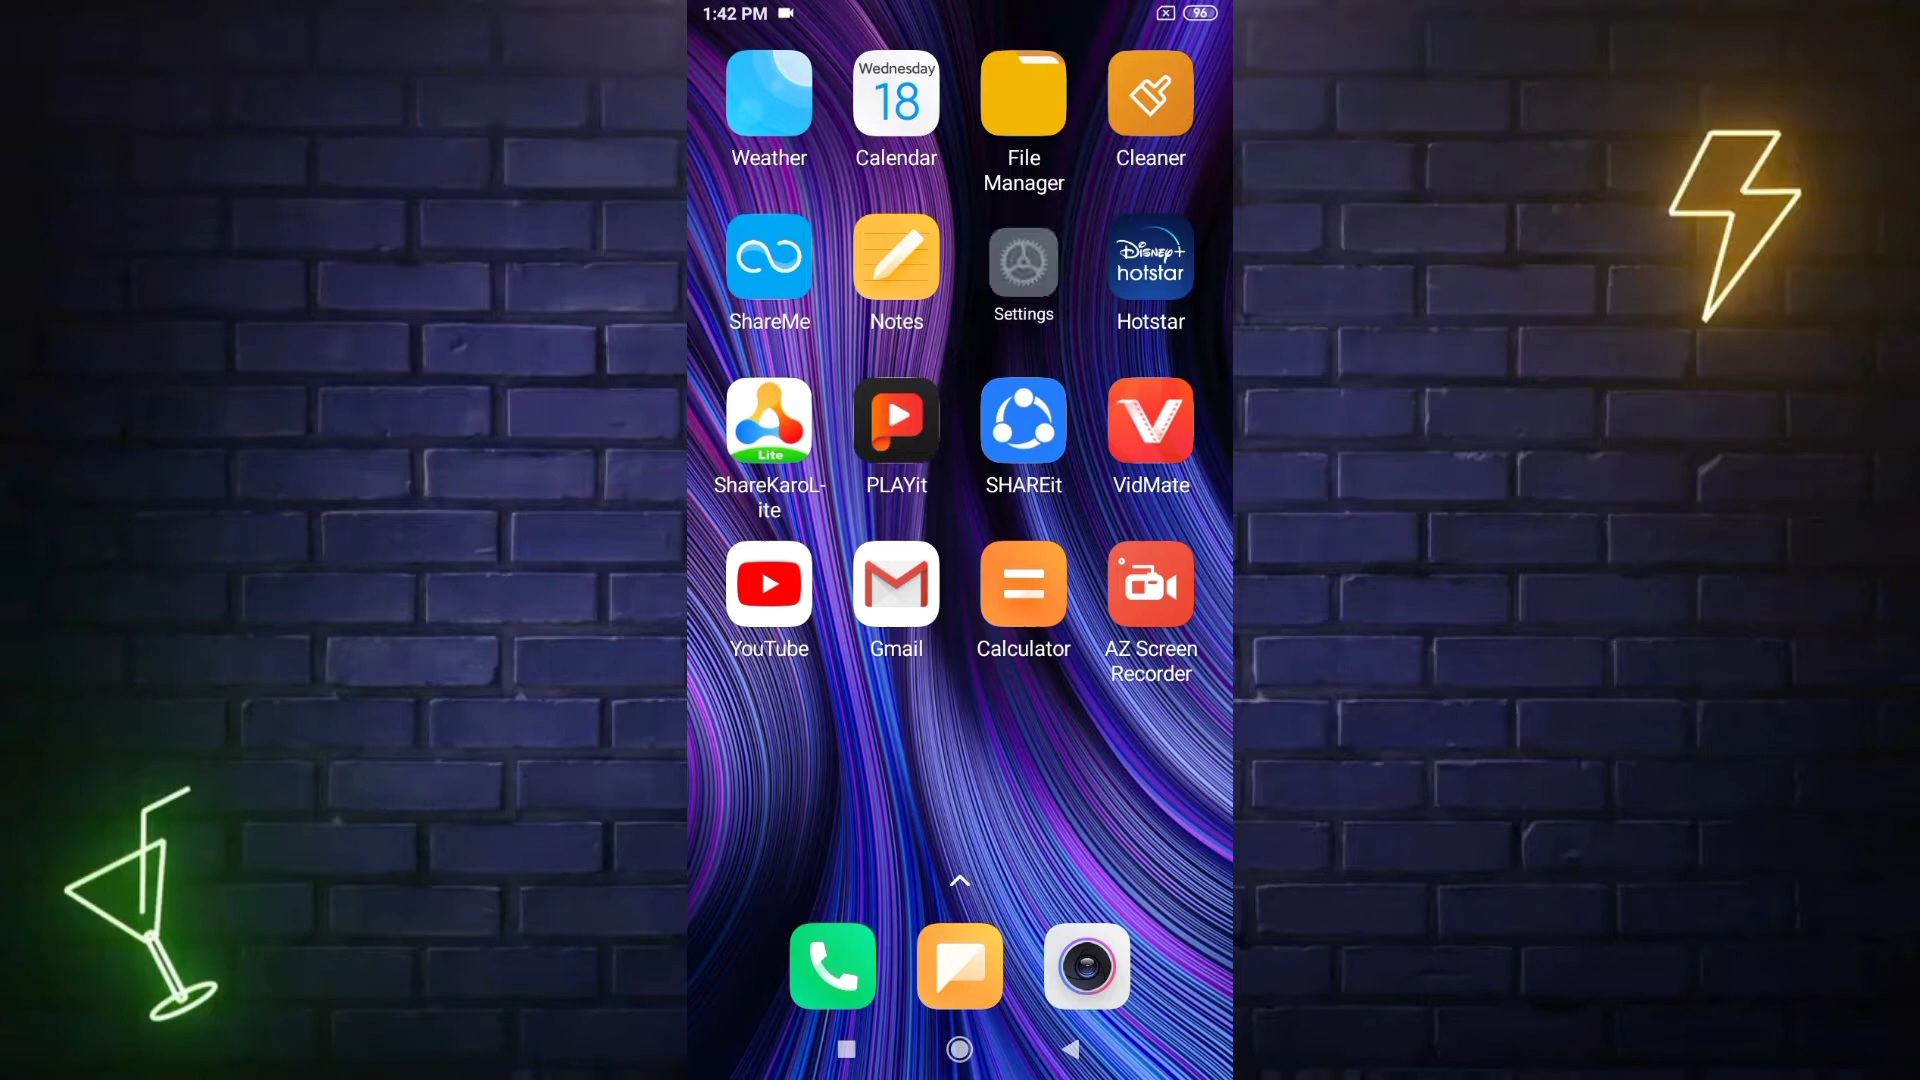 1:42 PM
96
Wednesday
18
Weather
Calendar
File
Manager
Cleaner
Disney+
hotstar
ShareMe
Notes
Settings
Hotstar
Lite
ShareKaroL-
ite
PLAYit
SHAREit
VidMate
YouTube
Gmail
Calculator
AZ Screen
Recorder